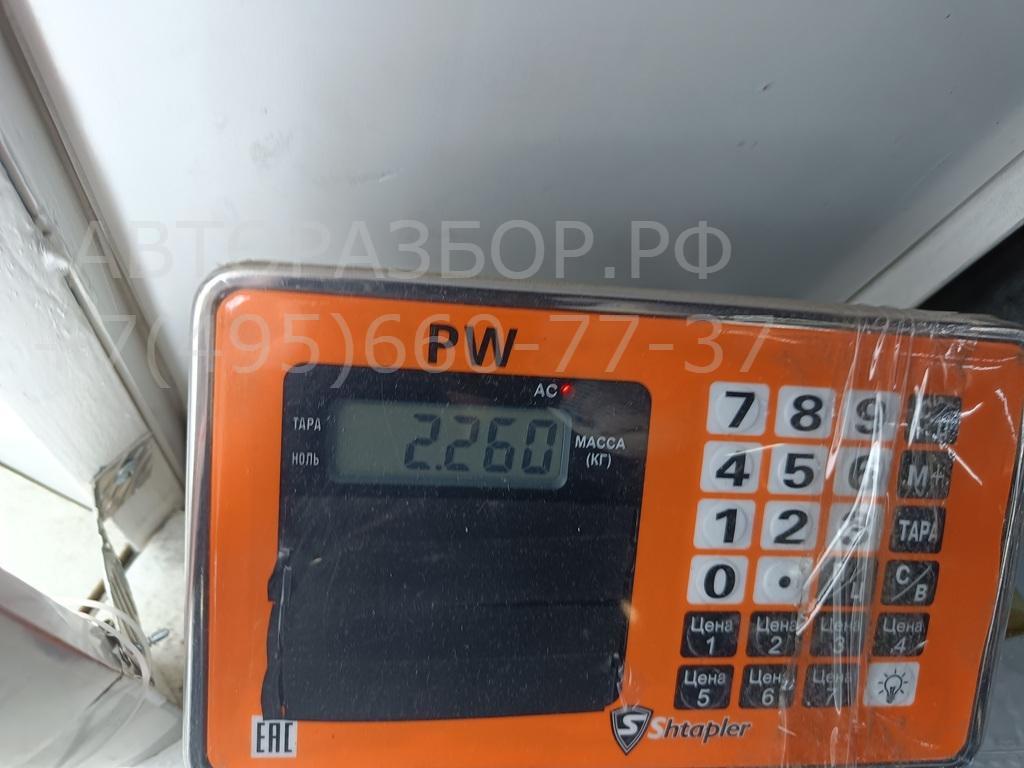 АВТОРАЗБОР.РФ
+7(495)660-77-37
PW
AC
ТАРА
НОЛЬ
2.260
МАССА
(КГ)
7 8 9
4 5 6 M+
1 2 3 ТАРА
0 . C/B
Цена 1 Цена 2 Цена 3 Цена 4
Цена 5 Цена 6 Цена 7
EAC
S Shtapler